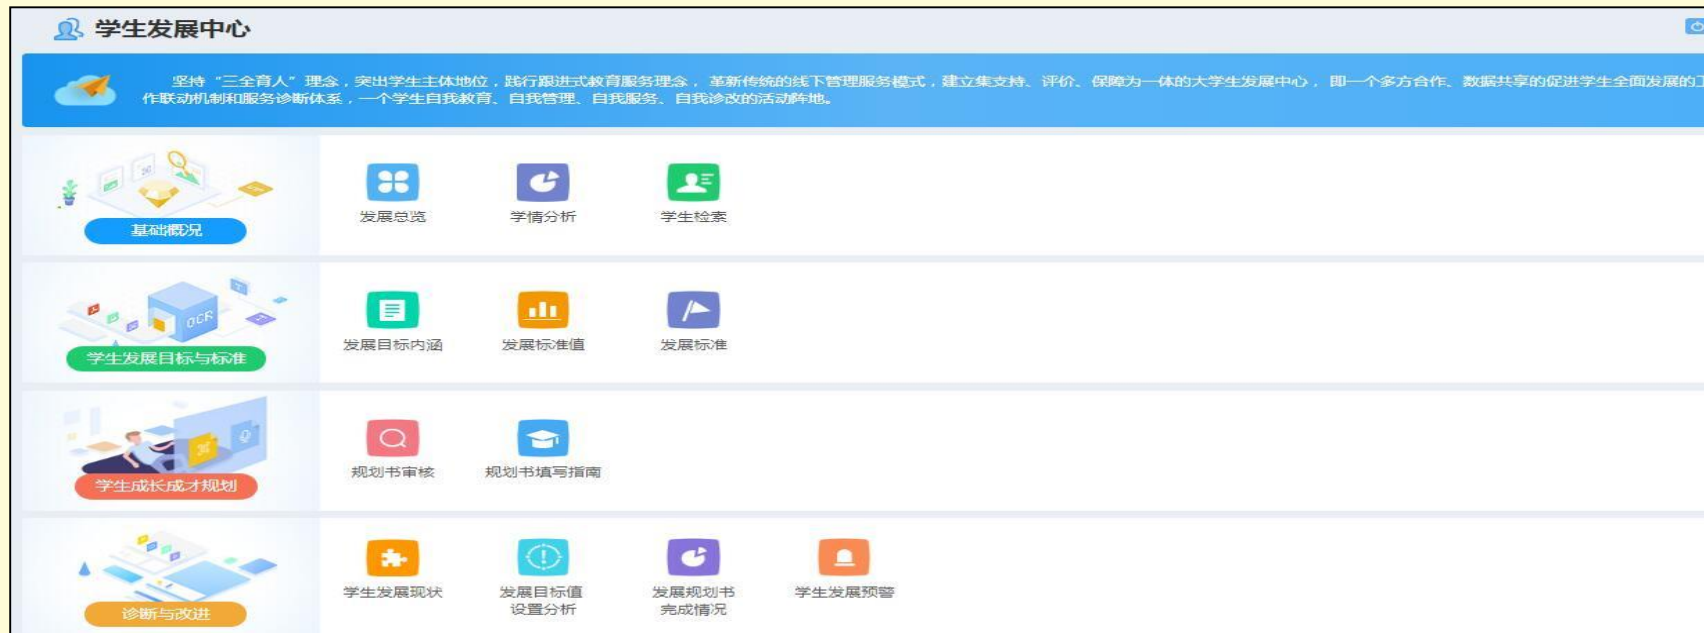 学生发展中心
坚持“三全育人”理念，突出学生主体地位，践行跟进式教育服务理念，革新传统的线下管理服务模式，建立集支持、评价、保障为一体的大学生发展中心，即一个多方合作、数据共享的促进学生全面发展的工
作联动机制和服务诊断体系，一个学生自我教育、自我管理、自我服务、自我诊改的活动阵地。
基础概况
发展总览
学情分析
学生检索
OCR
学生发展目标与标准
发展目标内涵
发展标准值
发展标准
学生成长成才规划
规划书审核
规划书填写指南
诊断与改进
学生发展现状
发展目标值
设置分析
发展规划书
完成情况
学生发展预警